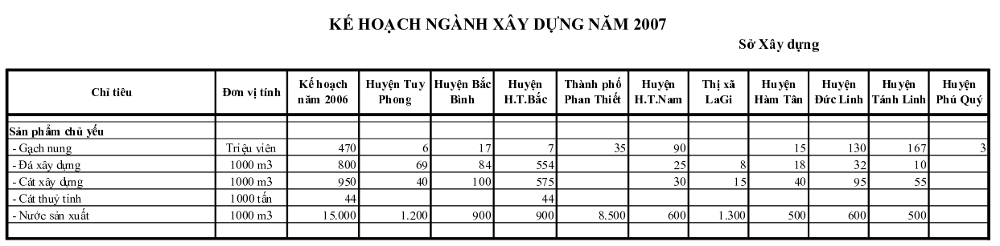 KẾ HOẠCH NGÀNH XÂY DỰNG NĂM 2007
Sở Xây dựng
Chỉ tiêu Đơn vị tính Kế hoạch năm 2006 Huyện Tuy Phong Huyện Bắc Bình Huyện H.T.Bắc Thành phố Phan Thiết Huyện H.T.Nam Thị xã LaGi Huyện Hàm Tân Huyện Đức Linh Huyện Tánh Linh Huyện Phú Quý
Sản phẩm chủ yếu
- Gạch nung Triệu viên 470 6 17 7 35 90 15 130 167 3
- Đá xây dựng 1000 m3 800 69 84 554 25 8 18 32 10
- Cát xây dựng 1000 m3 950 40 100 575 30 15 40 95 55
- Cát thuỷ tinh 1000 tấn 44 44
- Nước sản xuất 1000 m3 15.000 1.200 900 900 8.500 600 1.300 500 600 500